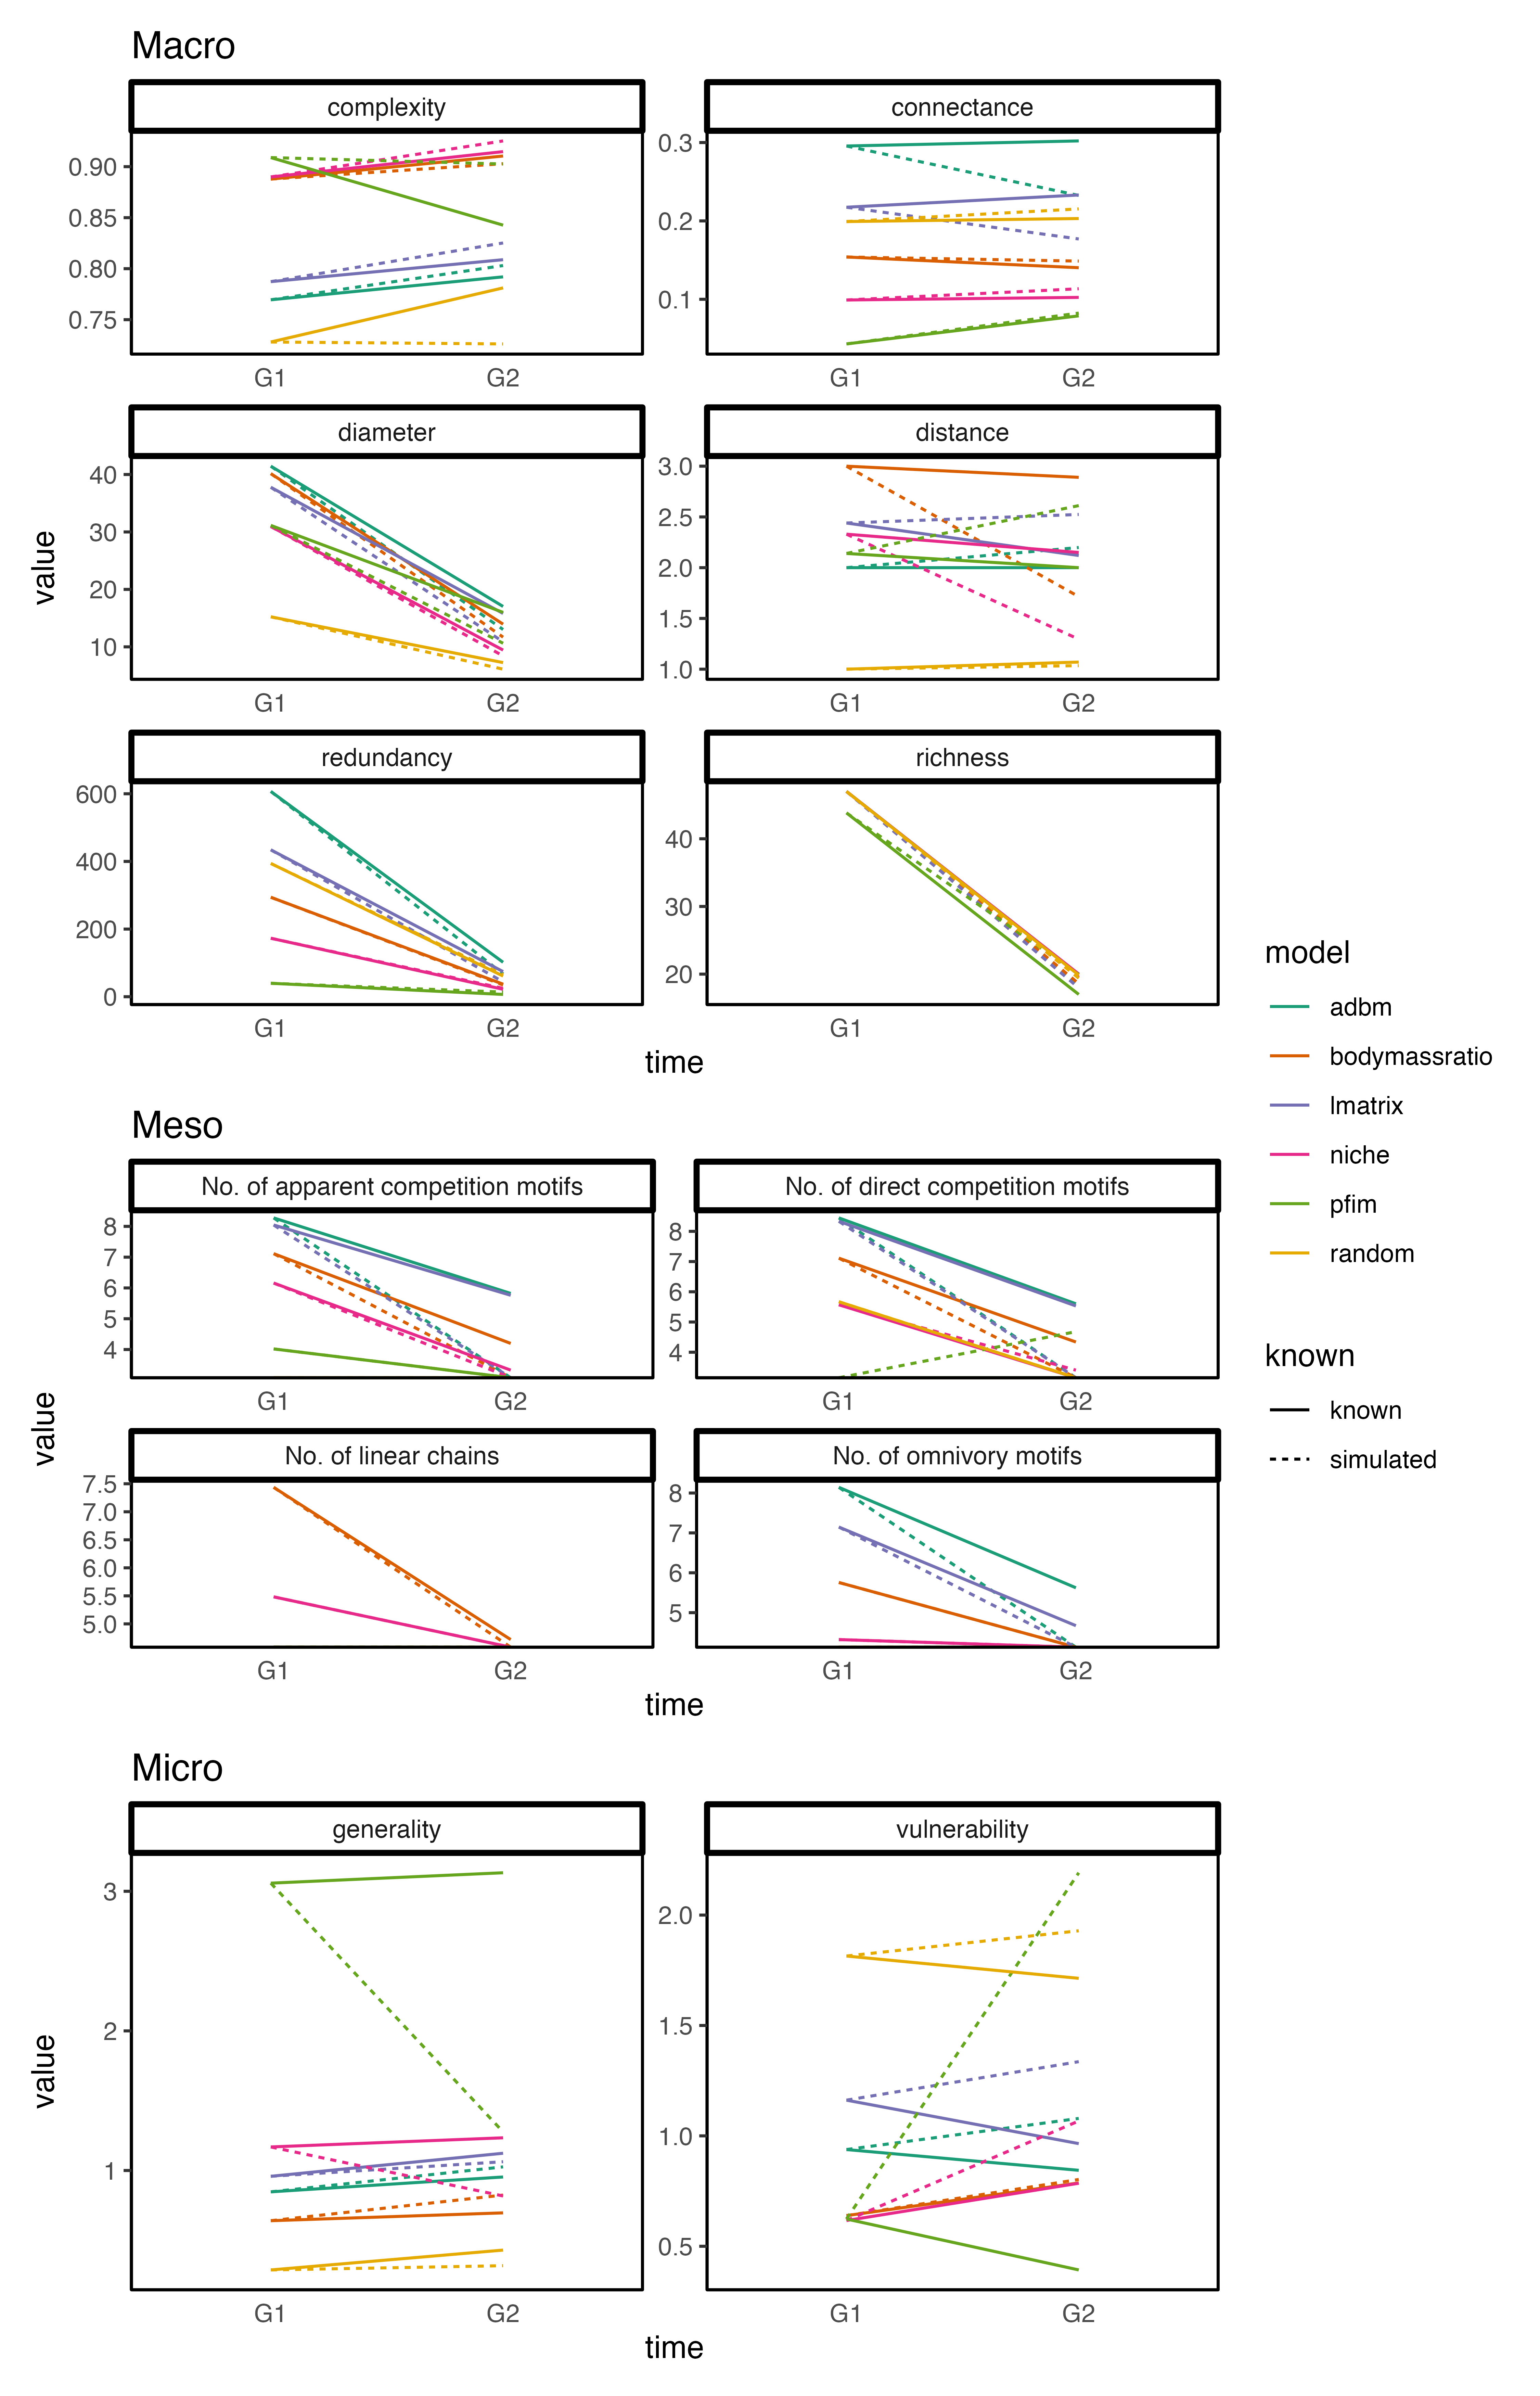 Macro
complexity
connectance
0.90
0.85
0.80
0.75
0.3
0.2
0.1
G1
G2
G1
G2
diameter
distance
40
30
20
10
3.0
2.5
2.0
1.5
1.0
G1
G2
G1
G2
value
redundancy
richness
600
400
200
0
40
30
20
G1
G2
G1
G2
time
Meso
No. of apparent competition motifs
No. of direct competition motifs
8
7
6
5
4
8
7
6
5
4
G1
G2
G1
G2
value
No. of linear chains
No. of omnivory motifs
7.5
7.0
6.5
6.0
5.5
5.0
8
7
6
5
G1
G2
G1
G2
time
Micro
generality
vulnerability
3
2
1
2.0
1.5
1.0
0.5
value
G1
G2
G1
G2
time
model
adbm
bodymassratio
lmatrix
niche
pfim
random
known
known
simulated